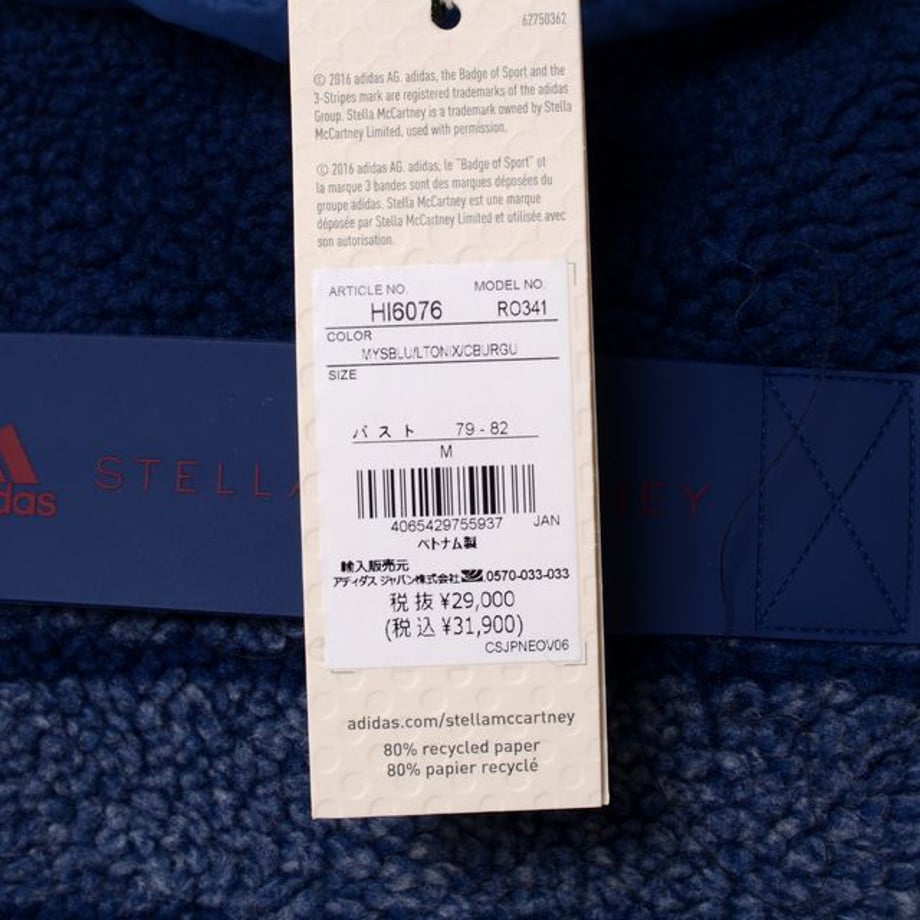 62750362
© 2016 adidas AG. adidas, the Badge of Sport and the
3-Stripes mark are registered trademarks of the adidas
Group. Stella McCartney is a trademark owned by Stella
McCartney Limited, used with permission.
© 2016 adidas AG. adidas, le "Badge of Sport" et
la marque 3 bandes sont des marques déposées du
groupe adidas. Stella McCartney est une marque
déposée par Stella McCartney Limited et utilisée avec
son autorisation.
ARTICLE NO. MODEL NO.
HI6076 RO341
COLOR
MYSBLU/LTONIX/CBURGU
SIZE
バスト 79 - 82
M
4065429755937 JAN
ベトナム製
輸入販売元
アディダス ジャパン株式会社 0570-033-033
税抜 ¥29,000
(税込 ¥31,900)
CSJPNEOV06
adidas.com/stellamccartney
80% recycled paper
80% papier recyclé
das STELLA NEY